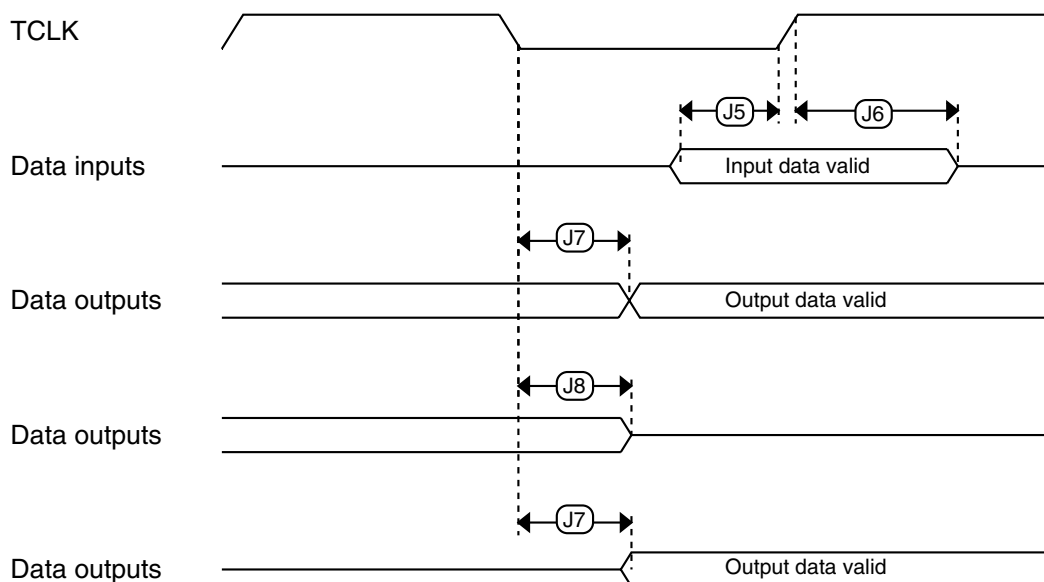 TCLK
J5
J6
Data inputs
Input data valid
J7
Data outputs
Output data valid
J8
Data outputs
J7
Data outputs
Output data valid